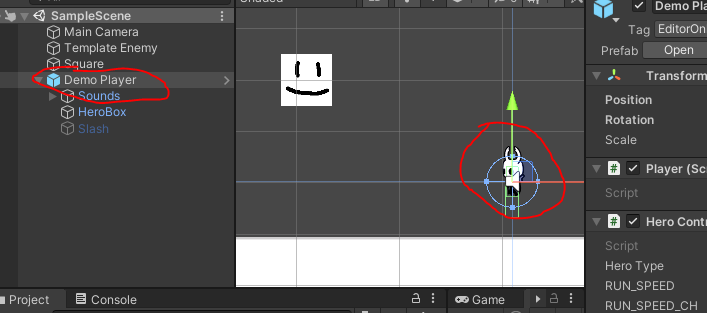 SampleScene
Main Camera
Template Enemy
Square
Demo Player
Sounds
HeroBox
Slash
Project
Console
Shaded
Game
Demo Pl
Tag EditorOn
Prefab Open
Transform
Position
Rotation
Scale
Player (Sc
Script
Hero Contr
Script
Hero Type
RUN_SPEED
RUN_SPEED_CH